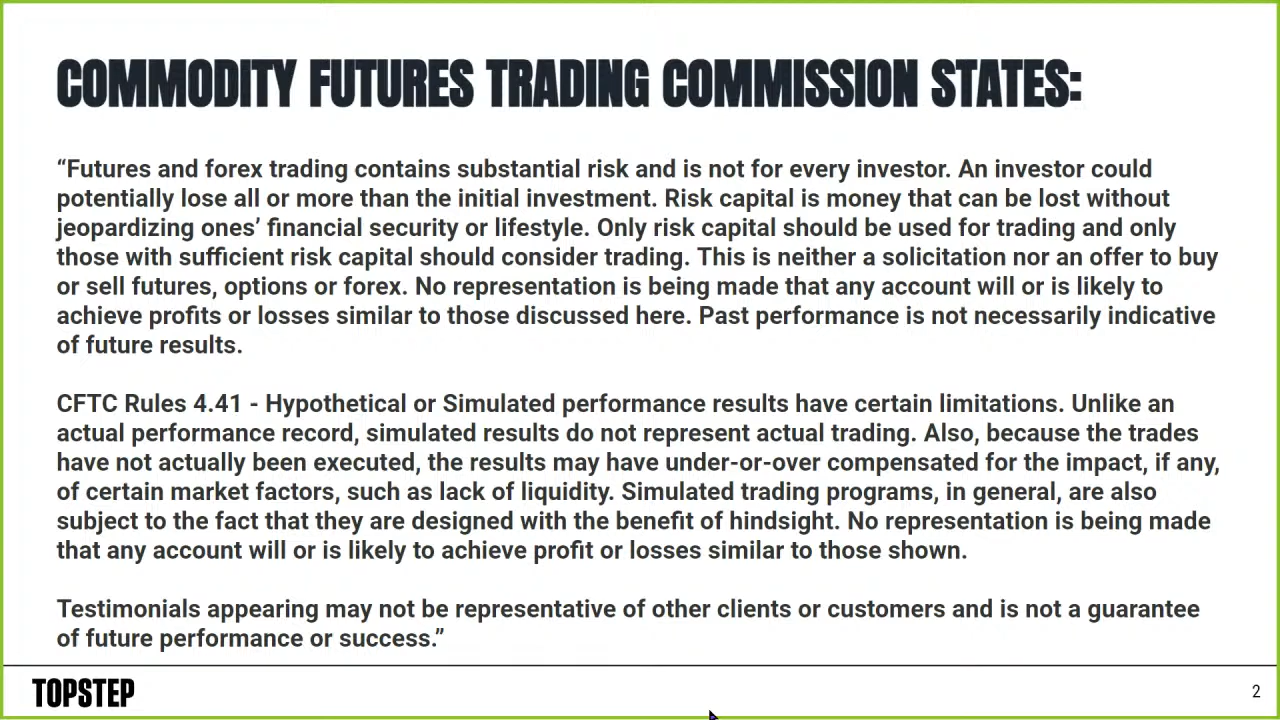 COMMODITY FUTURES TRADING COMMISSION STATES:
“Futures and forex trading contains substantial risk and is not for every investor. An investor could
potentially lose all or more than the initial investment. Risk capital is money that can be lost without
jeopardizing ones’ financial security or lifestyle. Only risk capital should be used for trading and only
those with sufficient risk capital should consider trading. This is neither a solicitation nor an offer to buy
or sell futures, options or forex. No representation is being made that any account will or is likely to
achieve profits or losses similar to those discussed here. Past performance is not necessarily indicative
of future results.
CFTC Rules 4.41 - Hypothetical or Simulated performance results have certain limitations. Unlike an
actual performance record, simulated results do not represent actual trading. Also, because the trades
have not actually been executed, the results may have under-or-over compensated for the impact, if any,
of certain market factors, such as lack of liquidity. Simulated trading programs, in general, are also
subject to the fact that they are designed with the benefit of hindsight. No representation is being made
that any account will or is likely to achieve profit or losses similar to those shown.
Testimonials appearing may not be representative of other clients or customers and is not a guarantee
of future performance or success.”
TOPSTEP
2